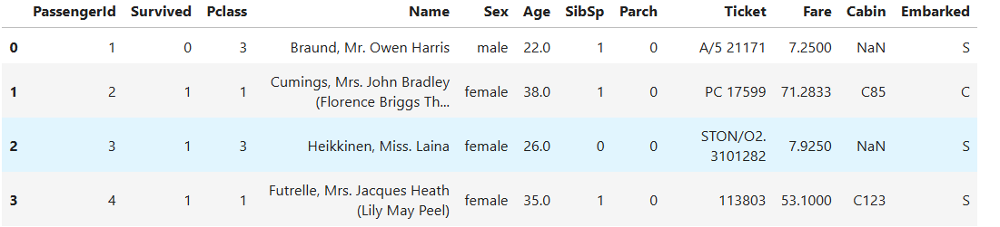 PassengerId Survived Pclass Name Sex Age SibSp Parch Ticket Fare Cabin Embarked
0 1 0 3 Braund, Mr. Owen Harris male 22.0 1 0 A/5 21171 7.2500 NaN S
1 2 1 1 Cumings, Mrs. John Bradley (Florence Briggs Th... female 38.0 1 0 PC 17599 71.2833 C85 C
2 3 1 3 Heikkinen, Miss. Laina female 26.0 0 0 STON/O2. 3101282 7.9250 NaN S
3 4 1 1 Futrelle, Mrs. Jacques Heath (Lily May Peel) female 35.0 1 0 113803 53.1000 C123 S